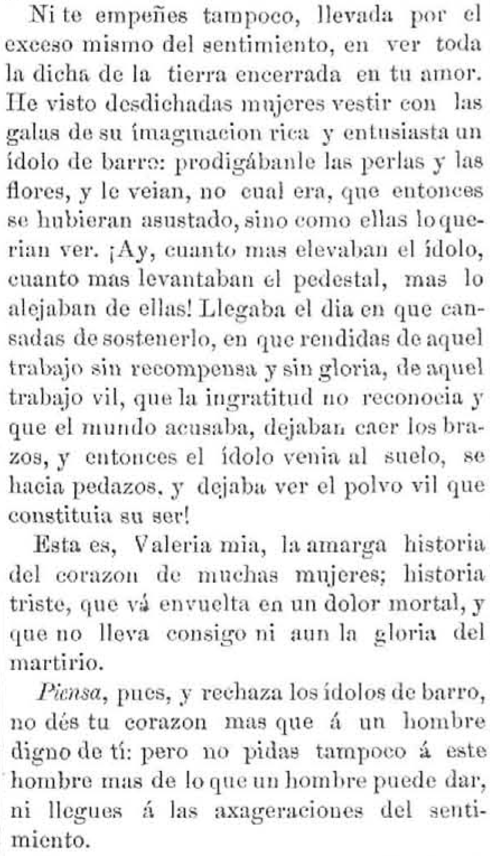 Ni te empeñes tampoco, llevada por el
exceso mismo del sentimiento, en ver toda
la dicha de la tierra encerrada en tu amor.
He visto desdichadas mujeres vestir con las
galas de su imaginacion rica y entusiasta un
ídolo de barro: prodigábanle las perlas y las
flores, y le veian, no cual era, que entonces
se hubieran asustado, sino como ellas lo que-
rian ver. ¡Ay, cuanto mas elevaban el ídolo,
cuanto mas levantaban el pedestal, mas lo
alejaban de ellas! Llegaba el dia en que can-
sadas de sostenerlo, en que rendidas de aquel
trabajo sin recompensa y sin gloria, de aquel
trabajo vil, que la ingratitud no reconocia y
que el mundo acusaba, dejaban caer los bra-
zos, y entonces el ídolo venia al suelo, se
hacia pedazos, y dejaba ver el polvo vil que
constituia su ser!
Esta es, Valeria mia, la amarga historia
del corazon de muchas mujeres; historia
triste, que vá envuelta en un dolor mortal, y
que no lleva consigo ni aun la gloria del
martirio.
Piensa, pues, y rechaza los ídolos de barro,
no dés tu corazon mas que á un hombre
digno de tí: pero no pidas tampoco á este
hombre mas de lo que un hombre puede dar,
ni llegues á las axageraciones del senti-
miento.